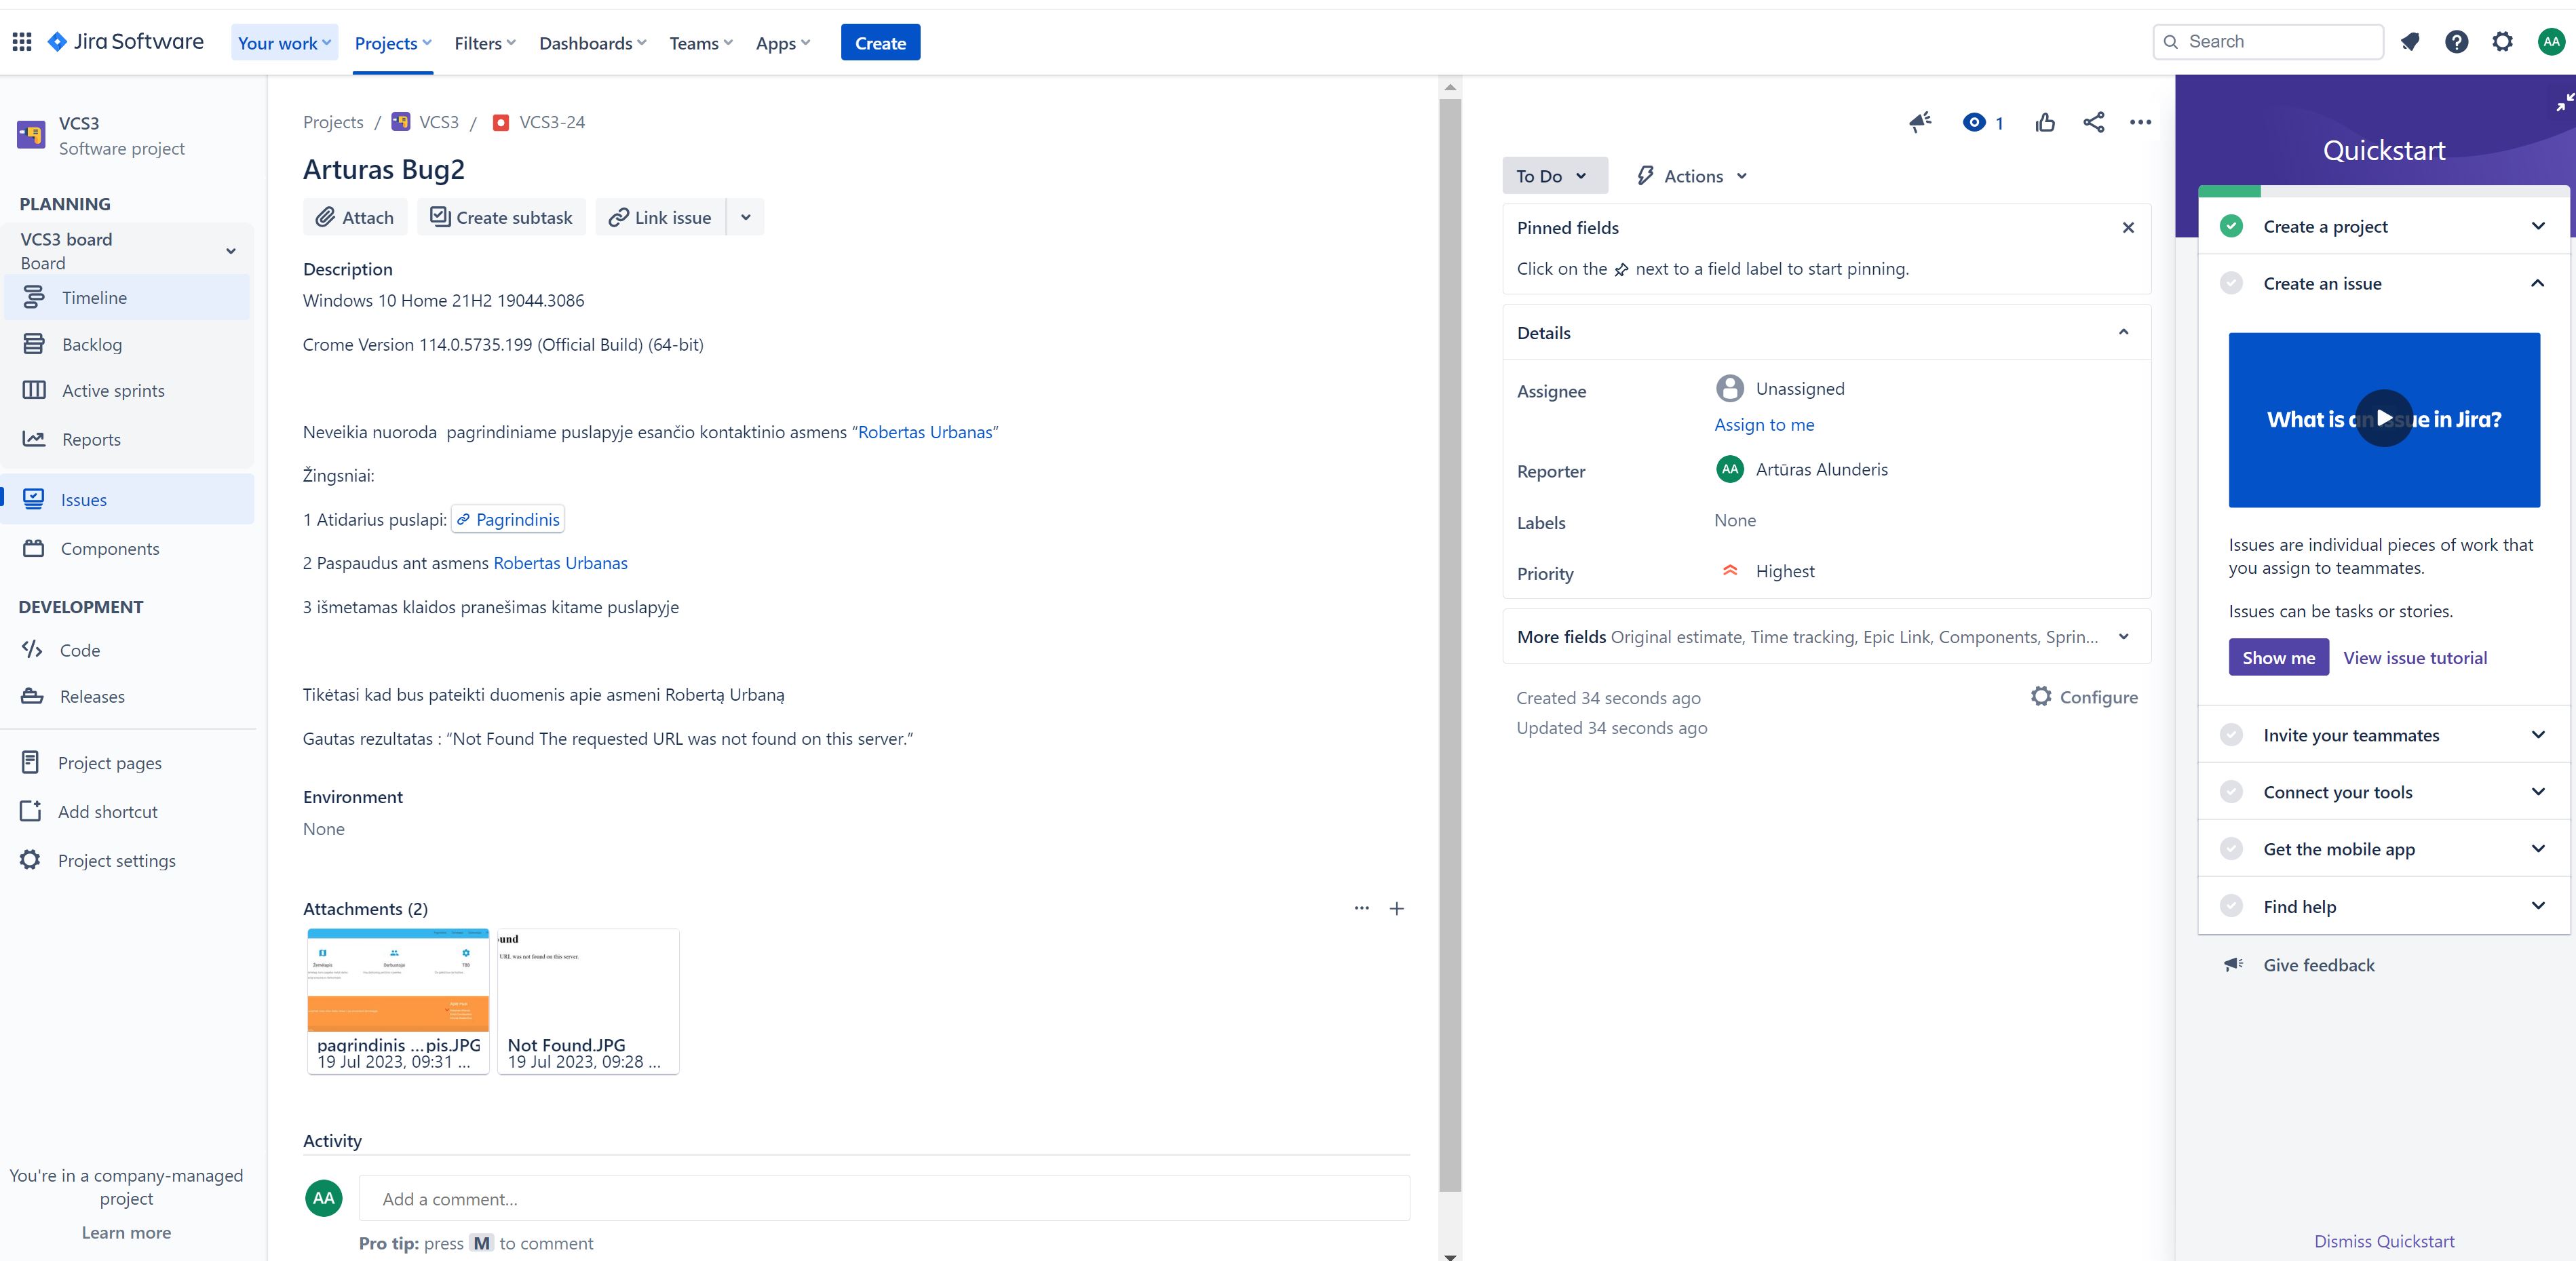 Jira Software
Your work
Projects
Filters
Dashboards
Teams
Apps
Create
Search
AA
VCS3
Software project
PLANNING
VCS3 board
Board
Timeline
Backlog
Active sprints
Reports
Issues
Components
DEVELOPMENT
Code
Releases
Project pages
Add shortcut
Project settings
You're in a company-managed
project
Learn more
Projects / VCS3 / VCS3-24
Arturas Bug2
Attach
Create subtask
Link issue
Description
Windows 10 Home 21H2 19044.3086
Crome Version 114.0.5735.199 (Official Build) (64-bit)
Neveikia nuoroda  pagrindiniame puslapyje esančio kontaktinio asmens “Robertas Urbanas”
Žingsniai:
1 Atidarius puslapi: Pagrindinis
2 Paspaudus ant asmens Robertas Urbanas
3 išmetamas klaidos pranešimas kitame puslapyje
Tikėtasi kad bus pateikti duomenis apie asmeni Robertą Urbaną
Gautas rezultatas : “Not Found The requested URL was not found on this server.”
Environment
None
Attachments (2)
pagrindinis ...pis.JPG
19 Jul 2023, 09:31 ...
ound
URL was not found on this server.
Not Found.JPG
19 Jul 2023, 09:28 ...
Activity
AA
Add a comment...
Pro tip: press M to comment
1
To Do
Actions
Pinned fields
Click on the next to a field label to start pinning.
Details
Assignee
Unassigned
Assign to me
Reporter
AA
Artūras Alunderis
Labels
None
Priority
Highest
More fields Original estimate, Time tracking, Epic Link, Components, Sprin...
Created 34 seconds ago
Configure
Updated 34 seconds ago
Quickstart
Create a project
Create an issue
What is an issue in Jira?
Issues are individual pieces of work that
you assign to teammates.
Issues can be tasks or stories.
Show me
View issue tutorial
Invite your teammates
Connect your tools
Get the mobile app
Find help
Give feedback
Dismiss Quickstart